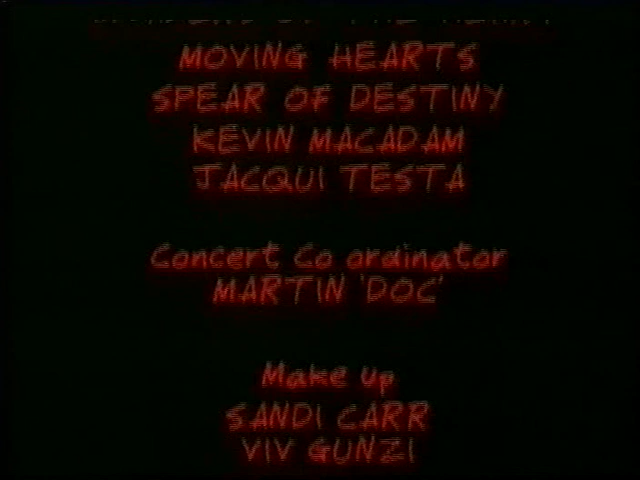 MOVING HEARTS
SPEAR OF DESTINY
KEVIN MACADAM
JACQUI TESTA
Concert Co ordinator
MARTIN 'DOC'
Make up
SANDI CARR
VIV GUNZI